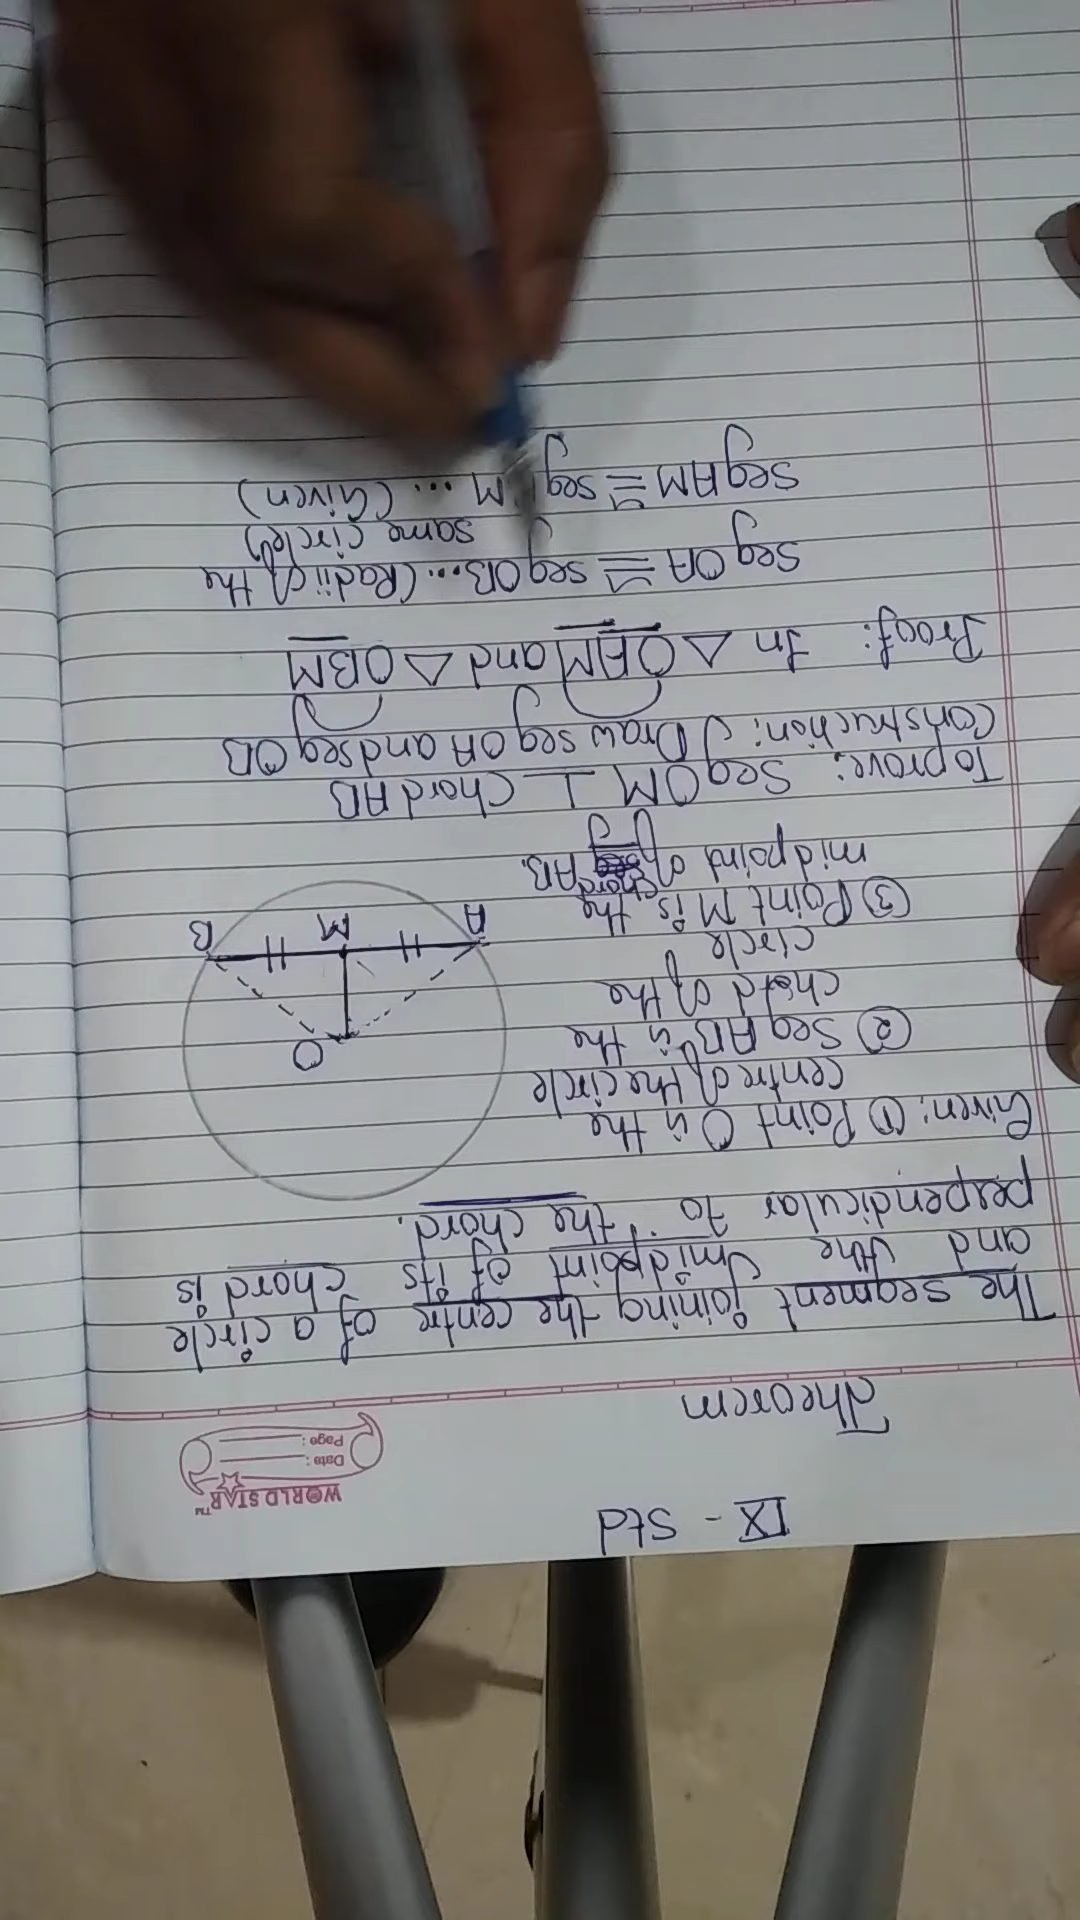 IX - Std
WORLD STAR™
Date :
Page :
Theorem
The segment joining the centre of a circle
and the midpoint of its chord is
perpendicular to the chord.
Given: ① Point O is the
centre of the circle
② Seg AB is the
chord of the
circle
③ Point M is the
chord
midpoint of AB.
O
A M B
To prove: Seg OM ⊥ Chord AB
Construction: Draw seg OA and seg OB
Proof: In △ OAM and △ OBM
seg OA ≅ seg OB... (Radii of the
same circle)
seg AM ≅ seg M ... (Given)